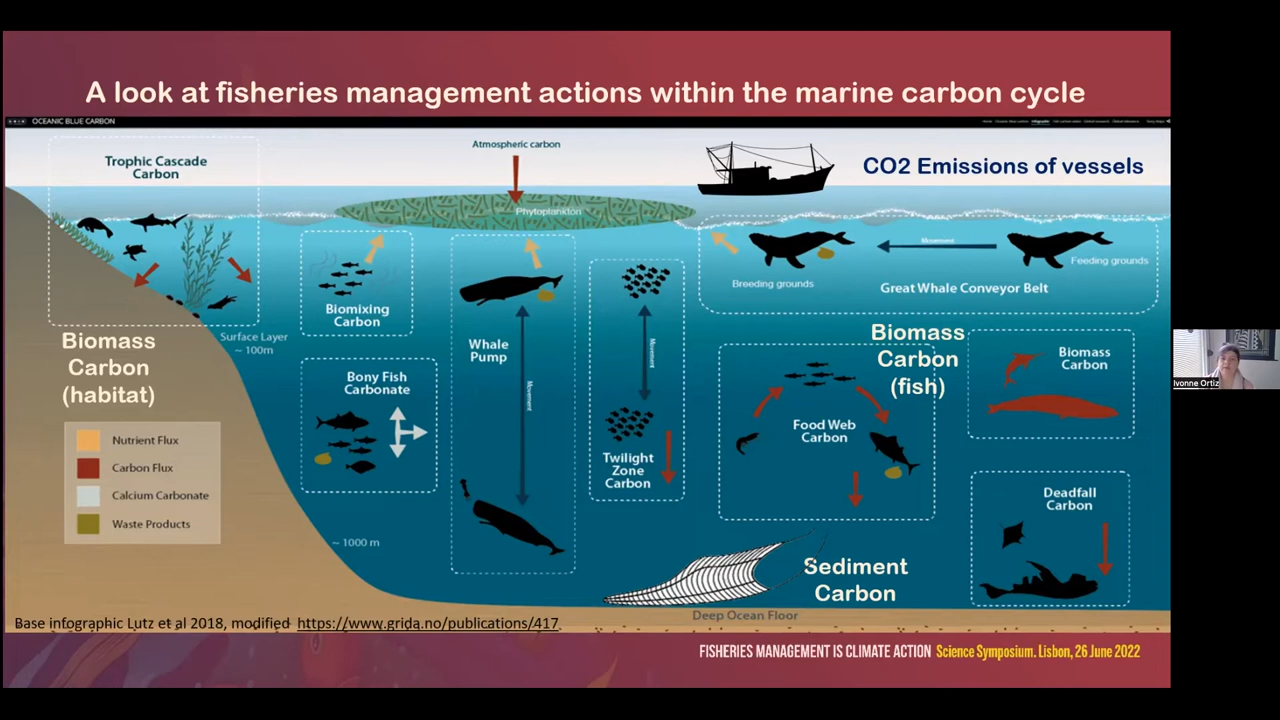 A look at fisheries management actions within the marine carbon cycle
OCEANIC BLUE CARBON
Trophic Cascade
Carbon
Atmospheric carbon
CO2 Emissions of vessels
Phytoplankton
Movement
Feeding grounds
Breeding grounds
Great Whale Conveyor Belt
Biomixing
Carbon
Surface Layer
~ 100m
Whale
Pump
Movement
Movement
Biomass
Carbon
(habitat)
Biomass
Carbon
(fish)
Biomass
Carbon
Bony Fish
Carbonate
Food Web
Carbon
Twilight
Zone
Carbon
Nutrient Flux
Carbon Flux
Calcium Carbonate
Waste Products
Deadfall
Carbon
~ 1000 m
Sediment
Carbon
Deep Ocean Floor
Base infographic Lutz et al 2018, modified https://www.grida.no/publications/417
FISHERIES MANAGEMENT IS CLIMATE ACTION Science Symposium. Lisbon, 26 June 2022
Ivonne Ortiz